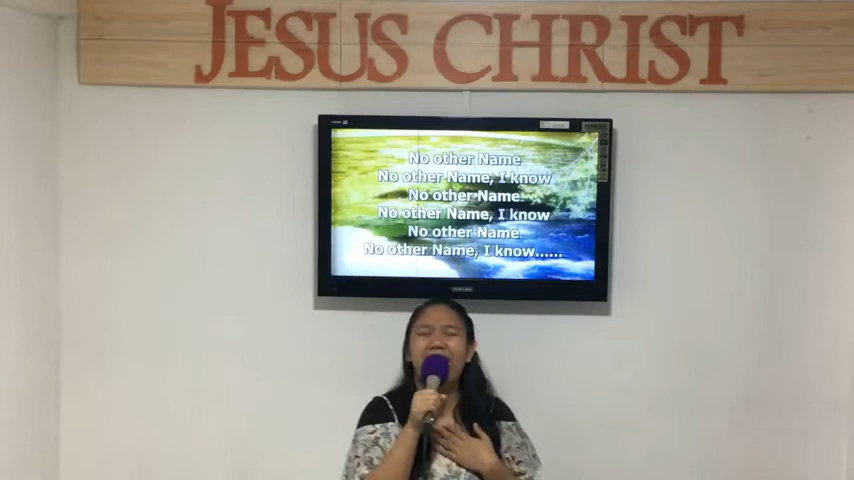 JESUS CHRIST
No other Name
No other Name, I know
No other Name
No other Name, I know
No other Name
No other Name, I know......